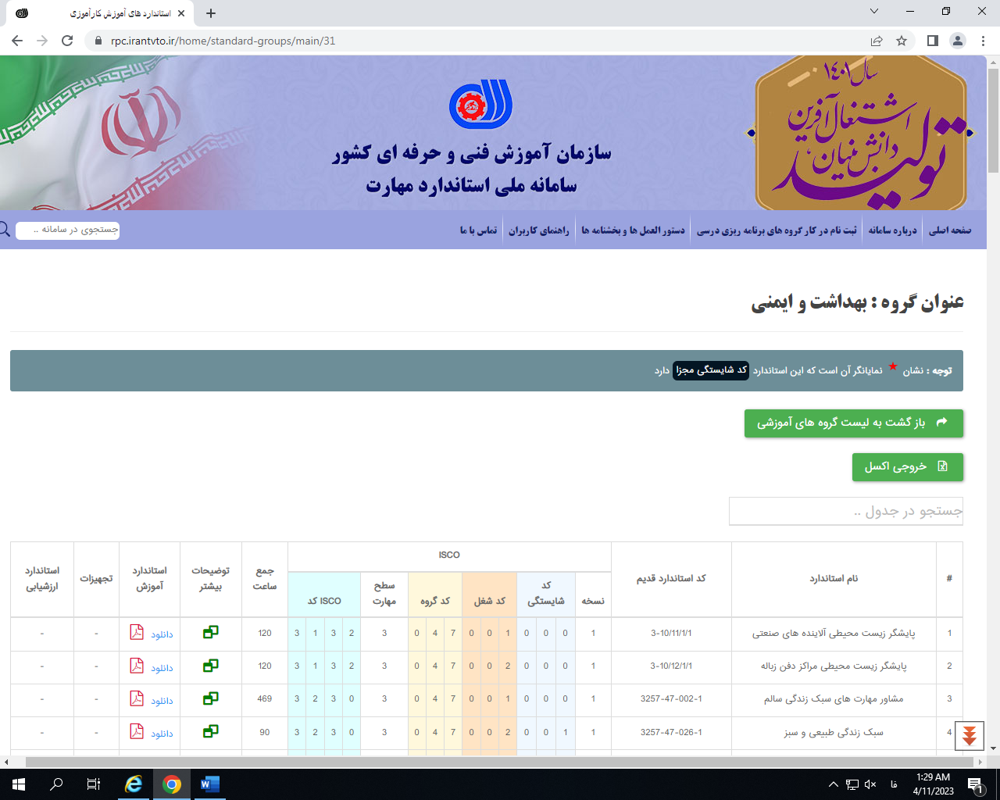 استاندارد های آموزش کارآموزی
rpc.irantvto.ir/home/standard-groups/main/31
سال ۱۴۰۱
تولید
دانش بنیان،
اشتغال آفرین
سازمان آموزش فنی و حرفه ای کشور
سامانه ملی استاندارد مهارت
صفحه اصلی درباره سامانه ثبت نام در کار گروه های برنامه ریزی درسی دستور العمل ها و بخشنامه ها راهنمای کاربران تماس با ما جستجوی در سامانه ..
عنوان گروه : بهداشت و ایمنی
توجه : نشان ★ نمایانگر آن است که این استاندارد کد شایستگی مجزا دارد
باز گشت به لیست گروه های آموزشی
خروجی اکسل
جستجو در جدول ..
# نام استاندارد کد استاندارد قدیم ISCO جمع ساعت توضیحات بیشتر استاندارد آموزش تجهیزات استاندارد ارزشیابی
نسخه کد شایستگی کد شغل کد گروه سطح مهارت کد ISCO
1 پایشگر زیست محیطی آلاینده های صنعتی 3-10/11/1/1 1 0 0 0 0 0 1 0 4 7 3 3 1 3 2 120 دانلود - -
2 پایشگر زیست محیطی مراکز دفن زباله 3-10/12/1/1 1 0 0 0 0 0 2 0 4 7 3 3 1 3 2 120 دانلود - -
3 مشاور مهارت های سبک زندگی سالم 3257-47-002-1 1 0 0 0 0 0 1 0 4 7 3 3 2 3 0 469 دانلود - -
4 سبک زندگی طبیعی و سبز 3257-47-026-1 1 0 0 1 0 0 2 0 4 7 3 3 2 3 0 90 دانلود - -
فا
1:29 AM
4/11/2023
1